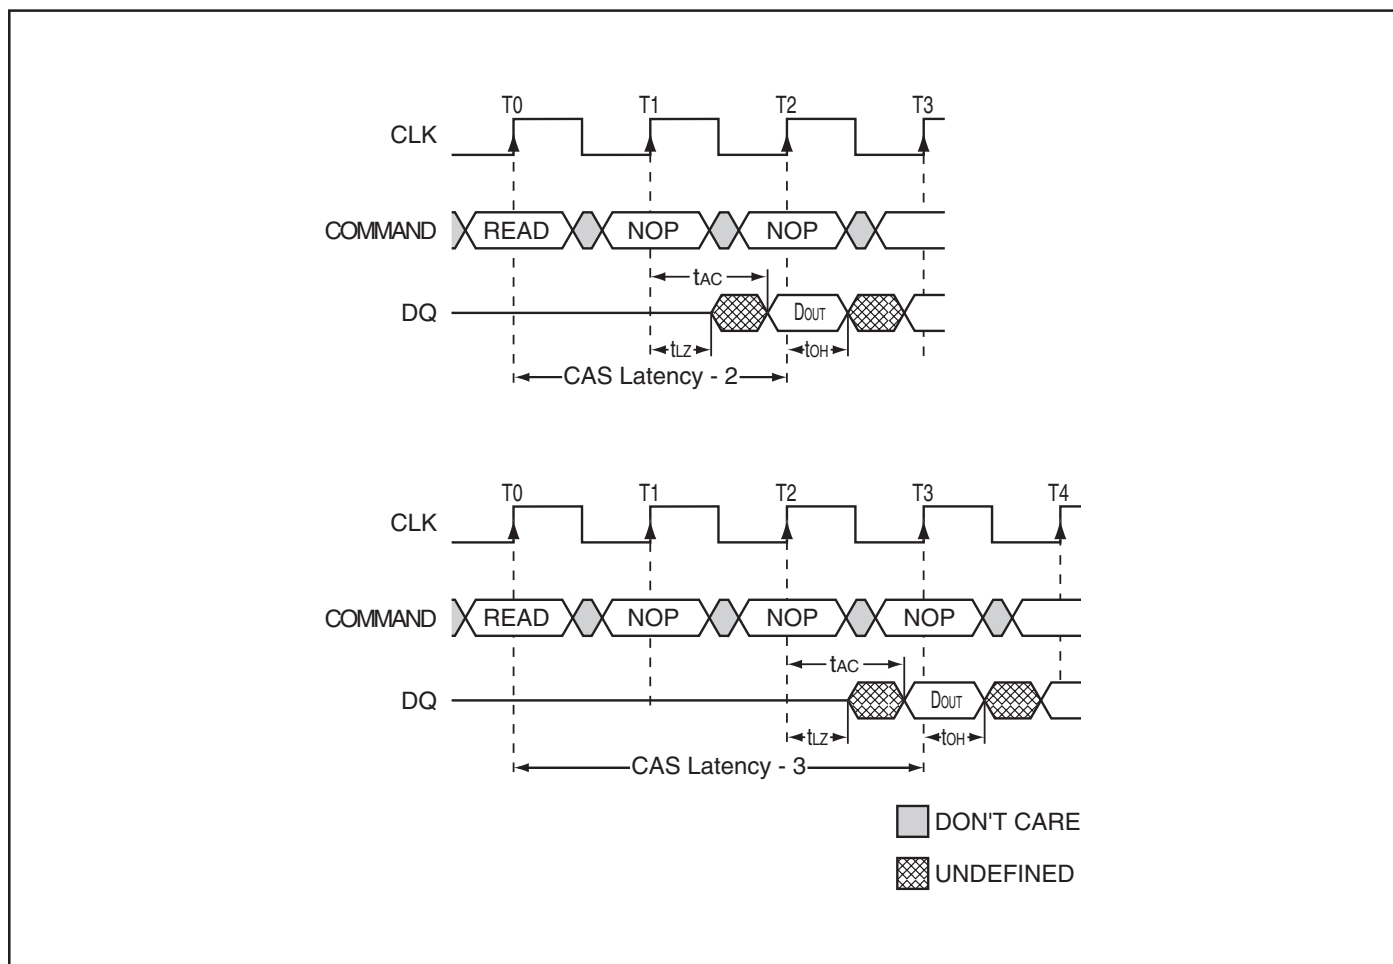 T0 T1 T2 T3
CLK
COMMAND READ NOP NOP
tAC
DQ DOUT
tLZ tOH
CAS Latency - 2
T0 T1 T2 T3 T4
CLK
COMMAND READ NOP NOP NOP
tAC
DQ DOUT
tLZ tOH
CAS Latency - 3
DON'T CARE
UNDEFINED